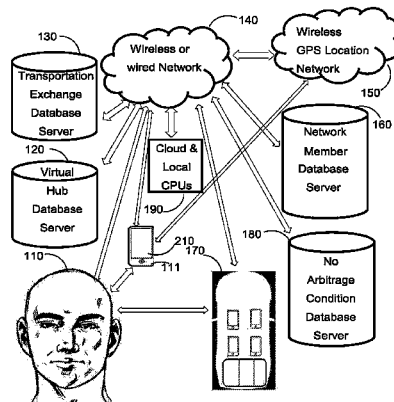 140
130
Wireless or
wired Network
Wireless
GPS Location
Network
150
Transportation
Exchange
Database
Server
160
120
Network
Member
Database
Server
Cloud &
Local
CPUs
Virtual
Hub
Database
Server
190
180
210
170
110
111
No
Arbitrage
Condition
Database
Server